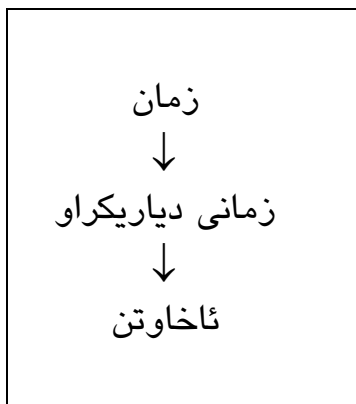 زمان
↓
زمانی دیاریکراو
↓
ئاخاوتن